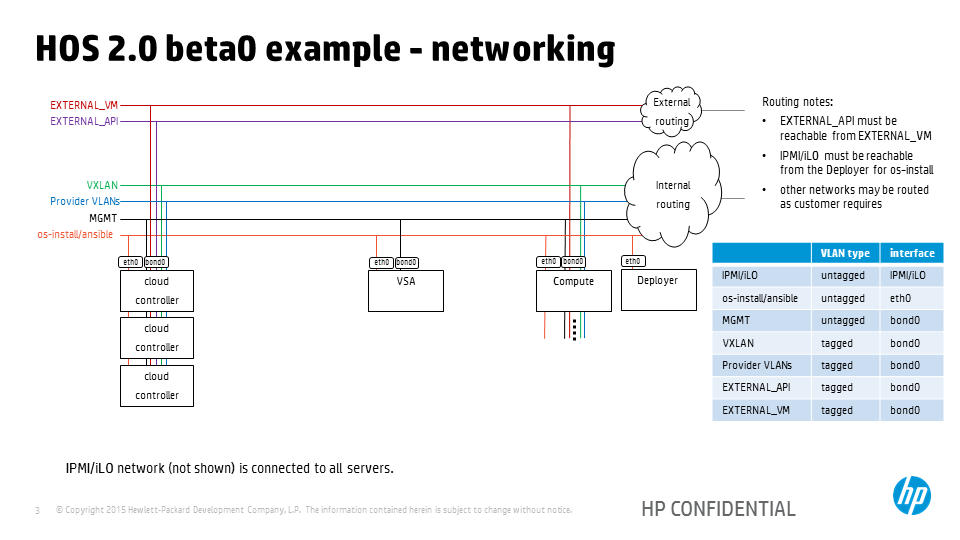 HOS 2.0 beta0 example - networking
EXTERNAL_VM
EXTERNAL_API
VXLAN
Provider VLANs
MGMT
os-install/ansible
External
routing
Internal
routing
Routing notes:
• EXTERNAL_API must be
reachable from EXTERNAL_VM
• IPMI/iLO must be reachable
from the Deployer for os-install
• other networks may be routed
as customer requires
eth0 bond0
cloud
controller
cloud
controller
cloud
controller
eth0 bond0
VSA
eth0 bond0
Compute
eth0
Deployer
VLAN type interface
IPMI/iLO untagged IPMI/iLO
os-install/ansible untagged eth0
MGMT untagged bond0
VXLAN tagged bond0
Provider VLANs tagged bond0
EXTERNAL_API tagged bond0
EXTERNAL_VM tagged bond0
IPMI/iLO network (not shown) is connected to all servers.
3 © Copyright 2015 Hewlett-Packard Development Company, L.P. The information contained herein is subject to change without notice.
HP CONFIDENTIAL
hp